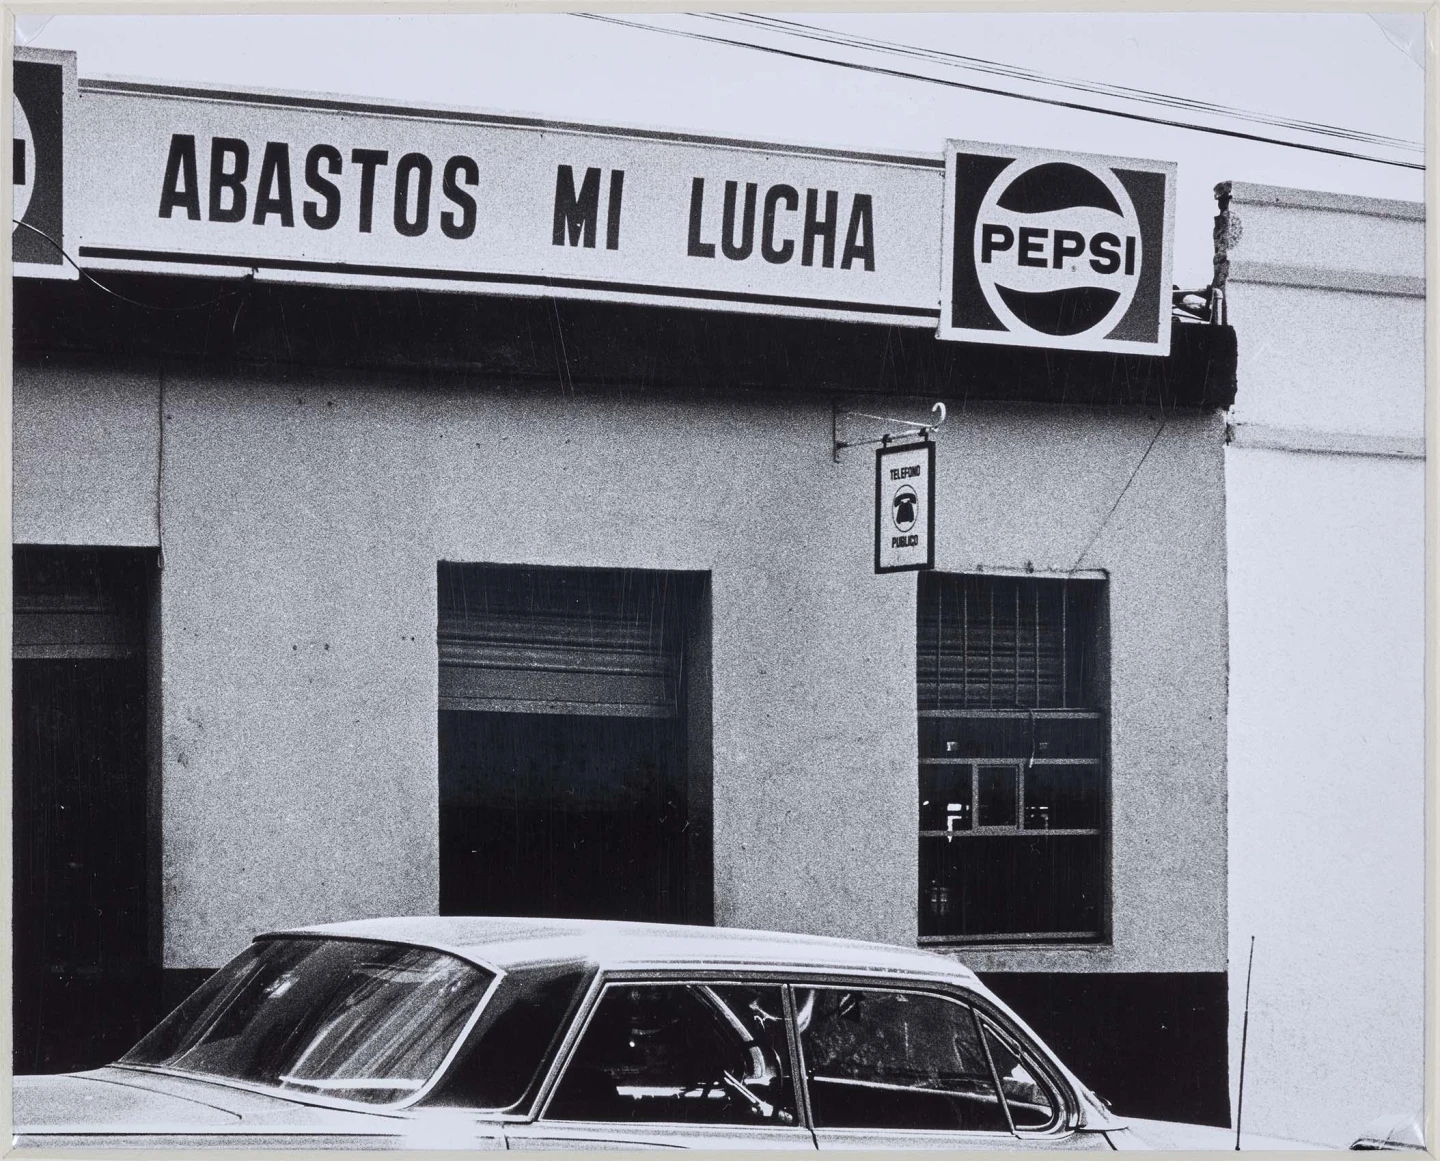 ABASTOS MI LUCHA
PEPSI
TELEFONO
PUBLICO